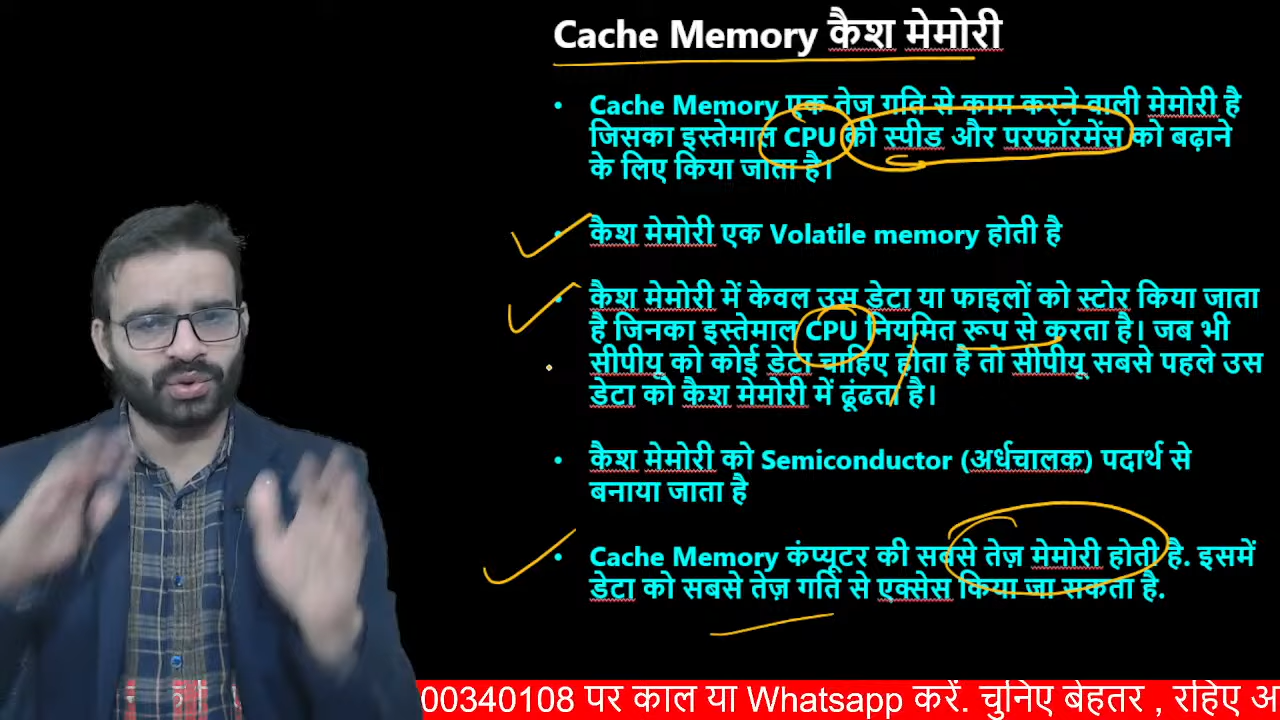 Cache Memory कैश मेमोरी
• Cache Memory एक तेज गति से काम करने वाली मेमोरी है
जिसका इस्तेमाल CPU की स्पीड और परफॉरमेंस को बढ़ाने
के लिए किया जाता है।
• कैश मेमोरी एक Volatile memory होती है
• कैश मेमोरी में केवल उस डेटा या फाइलों को स्टोर किया जाता
है जिनका इस्तेमाल CPU नियमित रूप से करता है। जब भी
सीपीयू को कोई डेटा चाहिए होता है तो सीपीयू सबसे पहले उस
डेटा को कैश मेमोरी में ढूंढता है।
• कैश मेमोरी को Semiconductor (अर्धचालक) पदार्थ से
बनाया जाता है
• Cache Memory कंप्यूटर की सबसे तेज़ मेमोरी होती है. इसमें
डेटा को सबसे तेज़ गति से एक्सेस किया जा सकता है.
00340108 पर काल या Whatsapp करें. चुनिए बेहतर , रहिए अ